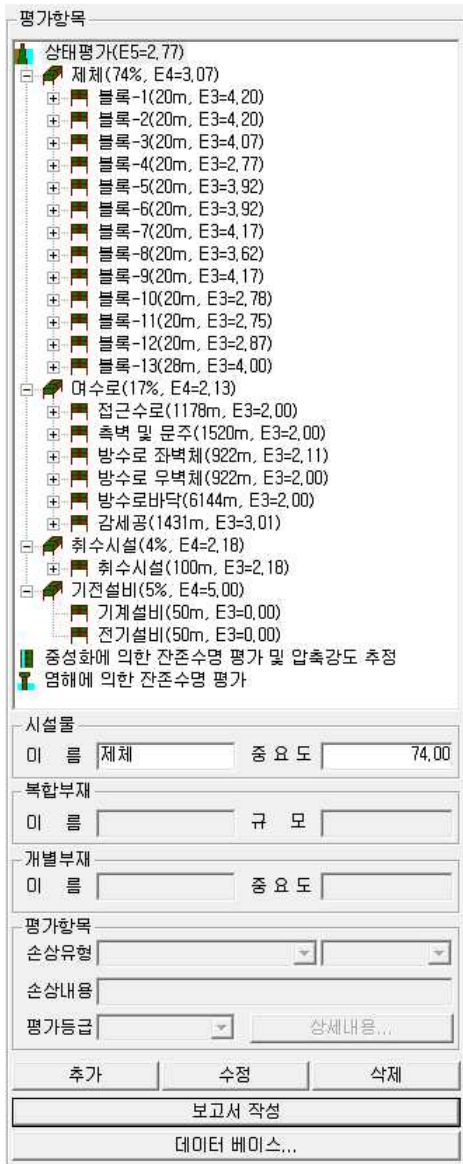 평가항목
상태평가(E5=2,77)
제체(74%, E4=3,07)
블록-1(20m, E3=4,20)
블록-2(20m, E3=4,20)
블록-3(20m, E3=4,07)
블록-4(20m, E3=2,77)
블록-5(20m, E3=3,92)
블록-6(20m, E3=3,92)
블록-7(20m, E3=4,17)
블록-8(20m, E3=3,62)
블록-9(20m, E3=4,17)
블록-10(20m, E3=2,78)
블록-11(20m, E3=2,75)
블록-12(20m, E3=2,87)
블록-13(28m, E3=4,00)
여수로(17%, E4=2,13)
접근수로(1178m, E3=2,00)
측벽 및 문주(1520m, E3=2,00)
방수로 좌벽체(922m, E3=2,11)
방수로 우벽체(922m, E3=2,00)
방수로바닥(6144m, E3=2,00)
감세공(1431m, E3=3,01)
취수시설(4%, E4=2,18)
취수시설(100m, E3=2,18)
기전설비(5%, E4=5,00)
기계설비(50m, E3=0,00)
전기설비(50m, E3=0,00)
중성화에 의한 잔존수명 평가 및 압축강도 추정
염해에 의한 잔존수명 평가
시설물
이 름 제체 중 요 도 74,00
복합부재
이 름 규 모
개별부재
이 름 중 요 도
평가항목
손상유형
손상내용
평가등급 상세내용,,,
추가 수정 삭제
보고서 작성
데이터 베이스,,,